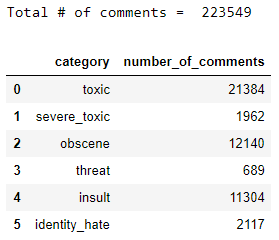 Total # of comments = 223549
category number_of_comments
0 toxic 21384
1 severe_toxic 1962
2 obscene 12140
3 threat 689
4 insult 11304
5 identity_hate 2117